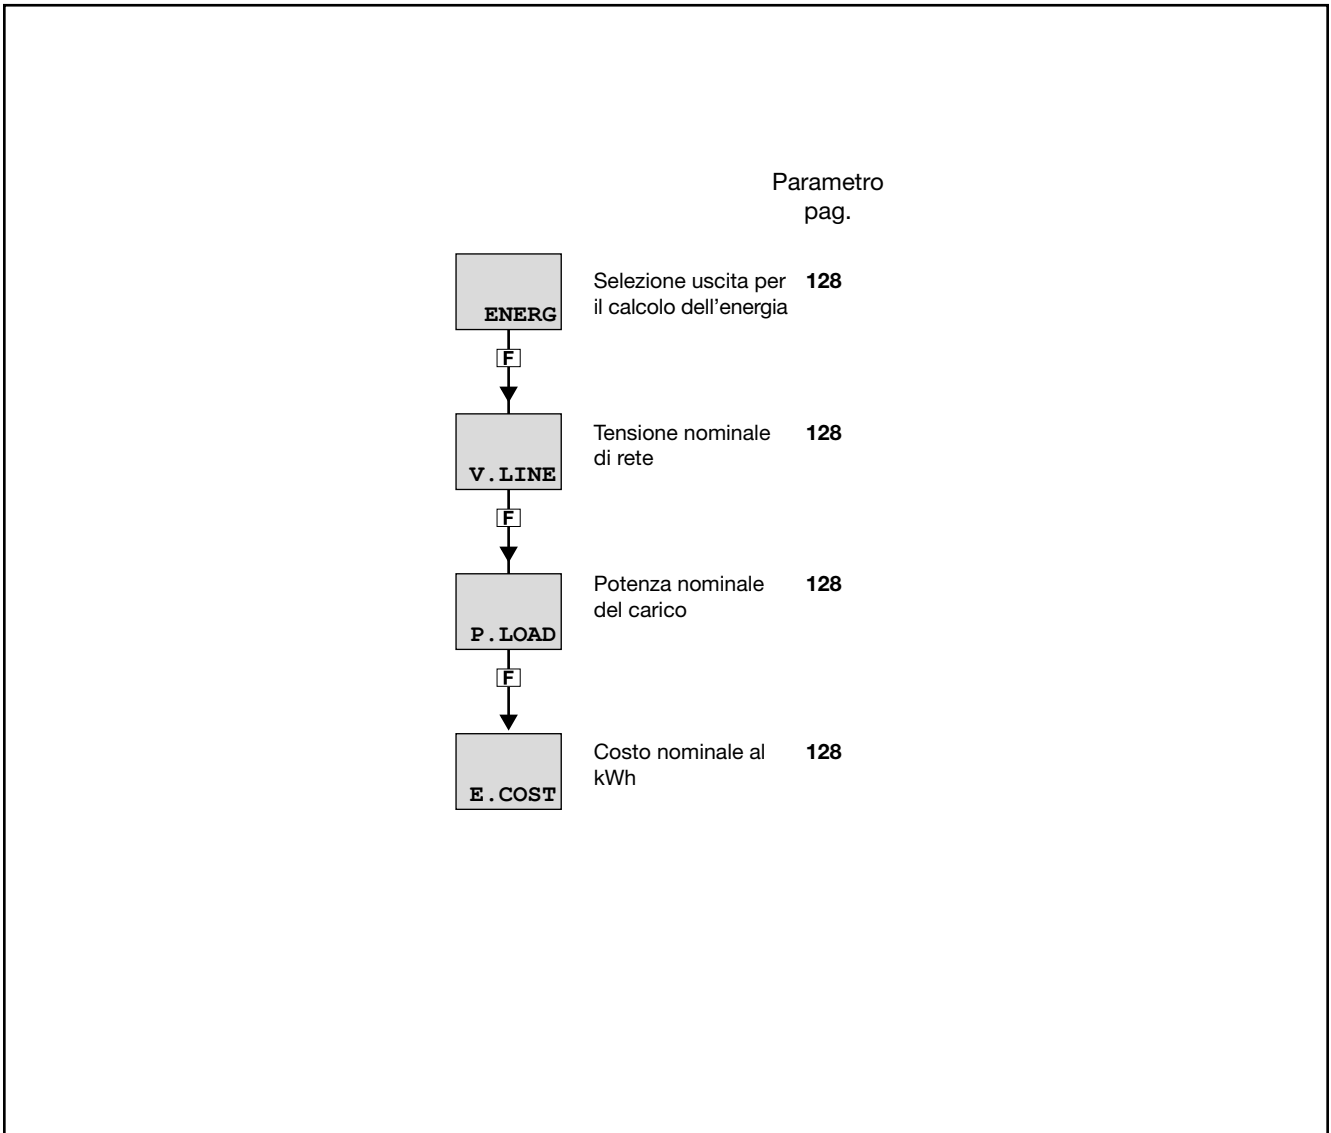 Parametro
pag.
ENERG
Selezione uscita per 128
il calcolo dell'energia
F
V.LINE
Tensione nominale 128
di rete
F
P.LOAD
Potenza nominale 128
del carico
F
E.COST
Costo nominale al 128
kWh